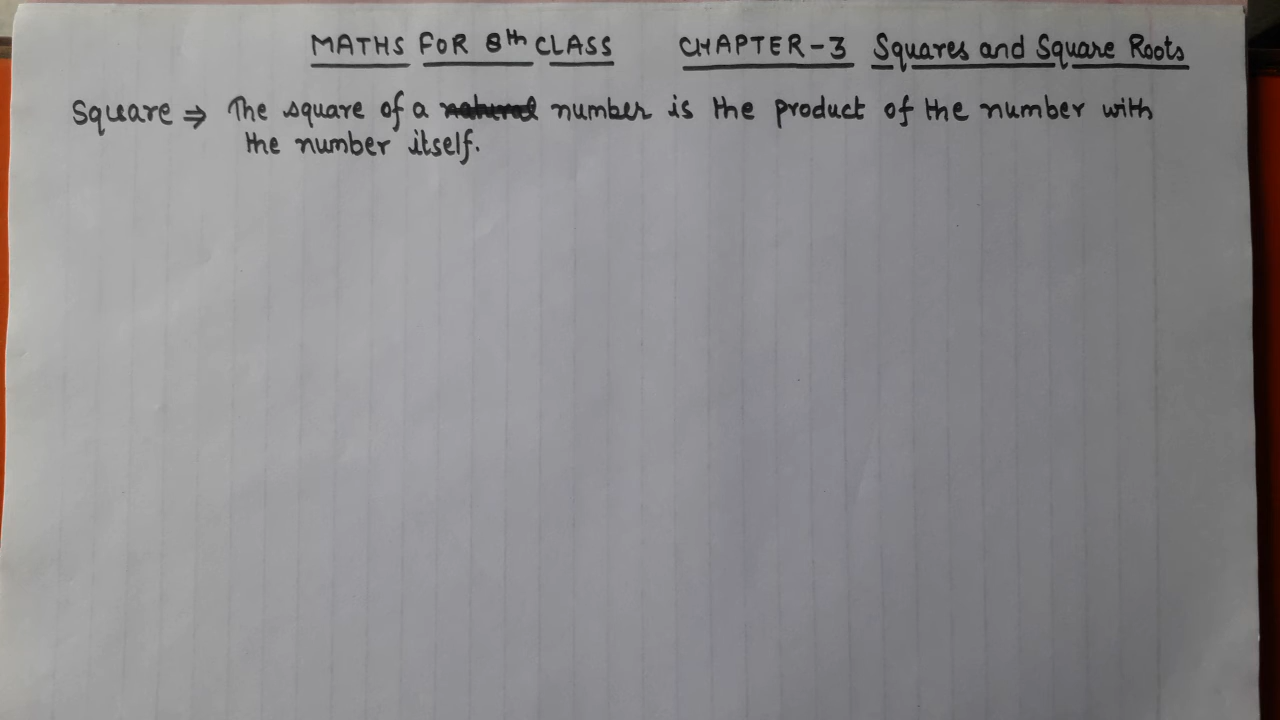 MATHS FOR 8th CLASS CHAPTER-3 Squares and Square Roots
Square ⇒ The square of a natural number is the product of the number with
the number itself.